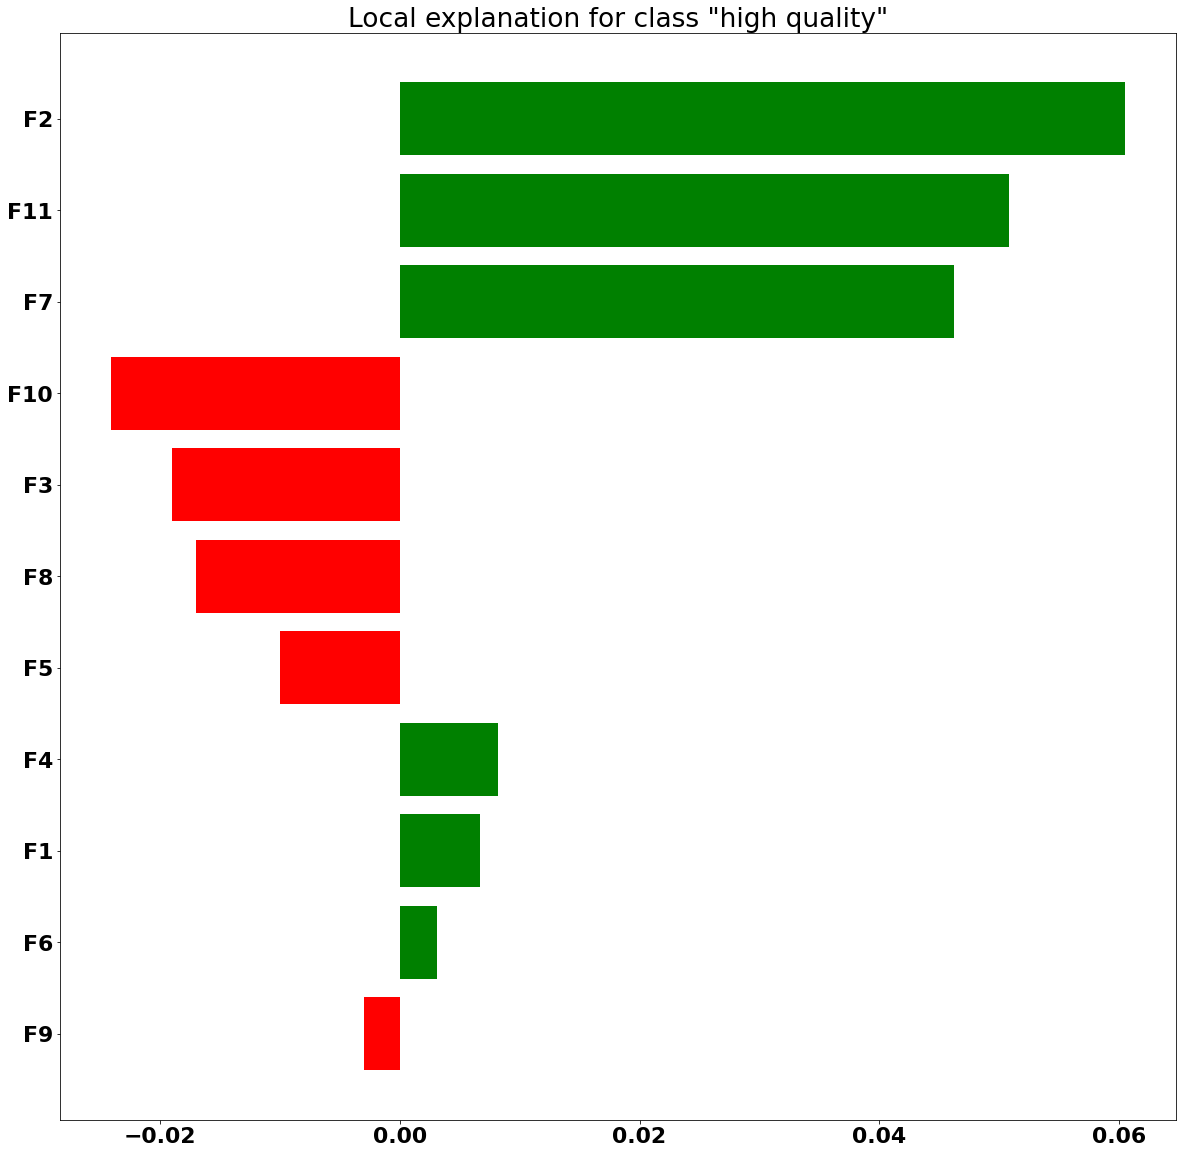 Local explanation for class "high quality"
F2
F11
F7
F10
F3
F8
F5
F4
F1
F6
F9
−0.02 0.00 0.02 0.04 0.06